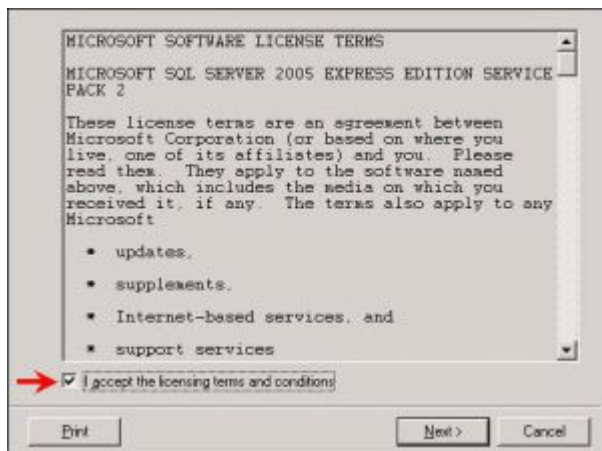 MICROSOFT SOFTWARE LICENSE TERMS
MICROSOFT SQL SERVER 2005 EXPRESS EDITION SERVICE
PACK 2
These license terms are an agreement between
Microsoft Corporation (or based on where you
live, one of its affiliates) and you. Please
read them. They apply to the software named
above, which includes the media on which you
received it, if any. The terms also apply to any
Microsoft
* updates,
* supplements,
* Internet-based services, and
* support services
I accept the licensing terms and conditions
Print Next > Cancel